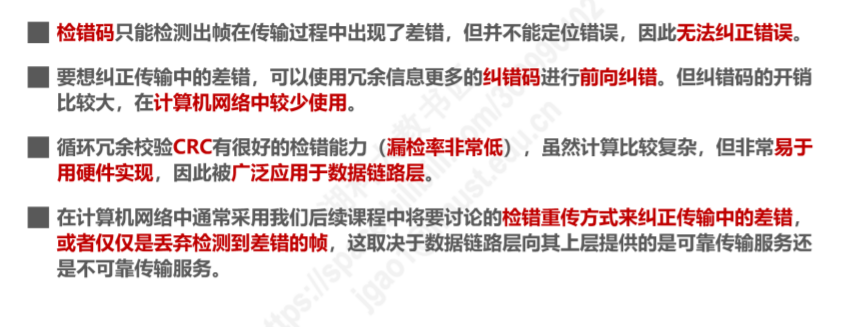 检错码只能检测出帧在传输过程中出现了差错，但并不能定位错误，因此无法纠正错误。
要想纠正传输中的差错，可以使用冗余信息更多的纠错码进行前向纠错。但纠错码的开销
比较大，在计算机网络中较少使用。
循环冗余校验CRC有很好的检错能力（漏检率非常低），虽然计算比较复杂，但非常易于
用硬件实现，因此被广泛应用于数据链路层。
在计算机网络中通常采用我们后续课程中将要讨论的检错重传方式来纠正传输中的差错，
或者仅仅是丢弃检测到差错的帧，这取决于数据链路层向其上层提供的是可靠传输服务还
是不可靠传输服务。